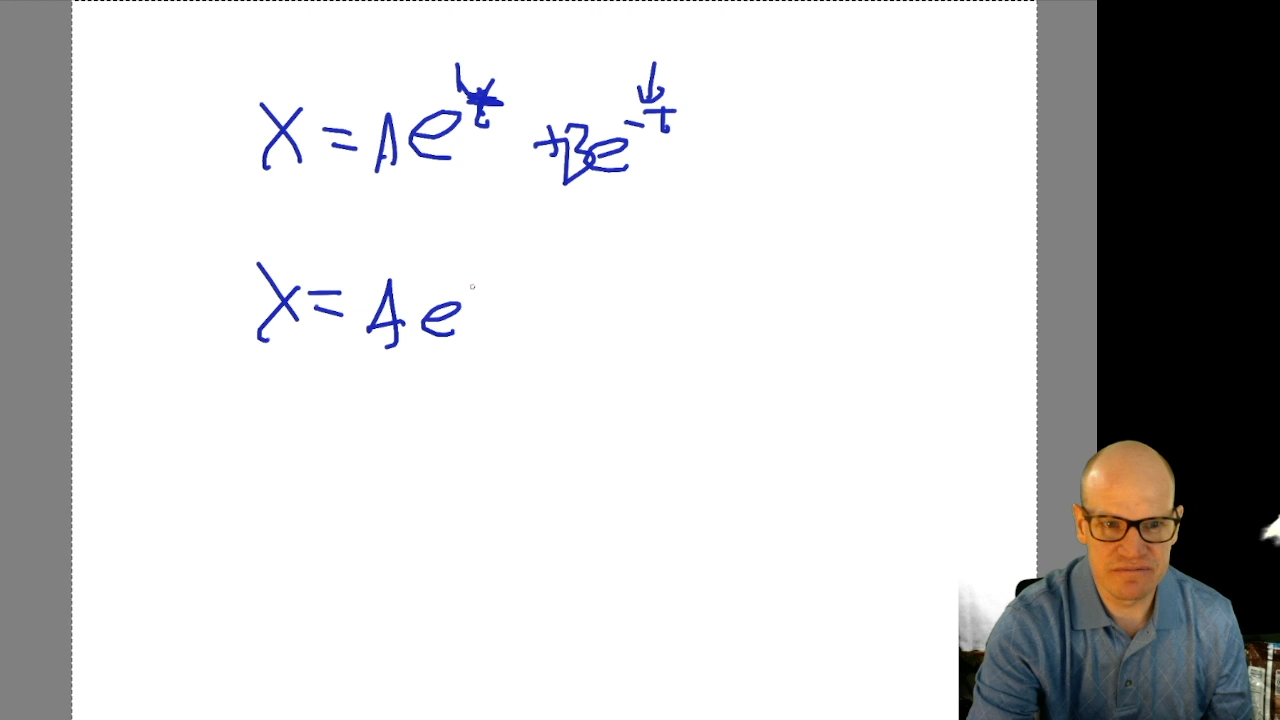 X = Ae^t + Be^-t
X = Ae